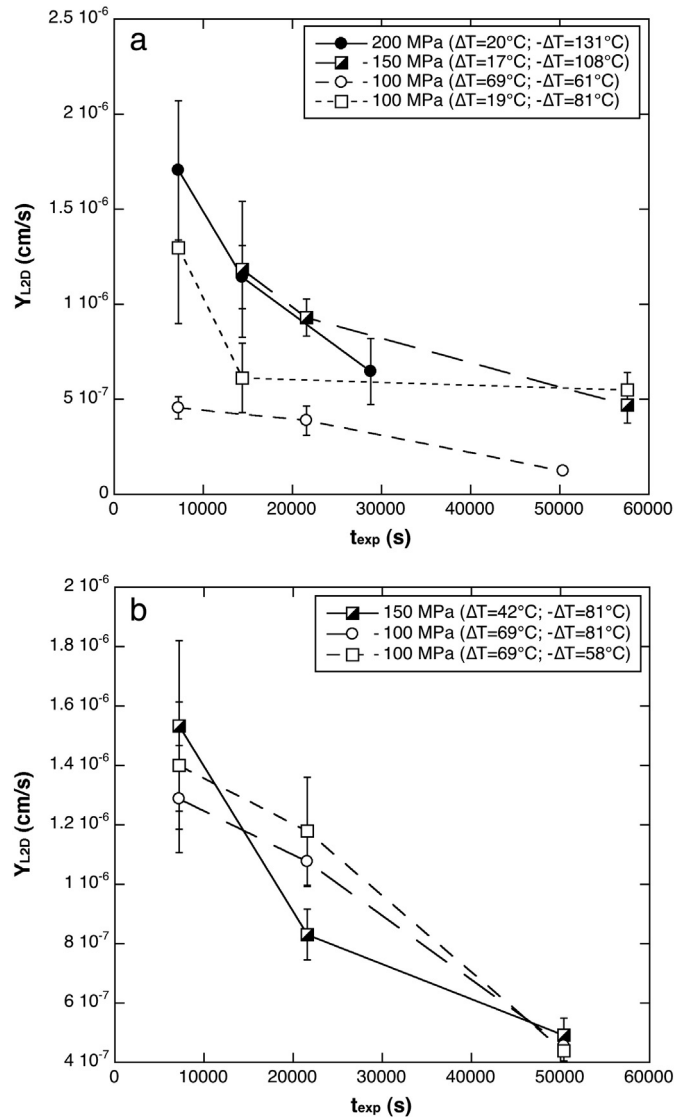 a
200 MPa (ΔT=20°C; -ΔT=131°C)
150 MPa (ΔT=17°C; -ΔT=108°C)
100 MPa (ΔT=69°C; -ΔT=61°C)
100 MPa (ΔT=19°C; -ΔT=81°C)
2.5 10⁻⁶
2 10⁻⁶
1.5 10⁻⁶
1 10⁻⁶
5 10⁻⁷
0
Y_L2D (cm/s)
0 10000 20000 30000 40000 50000 60000
t_exp (s)
b
150 MPa (ΔT=42°C; -ΔT=81°C)
100 MPa (ΔT=69°C; -ΔT=81°C)
100 MPa (ΔT=69°C; -ΔT=58°C)
2 10⁻⁶
1.8 10⁻⁶
1.6 10⁻⁶
1.4 10⁻⁶
1.2 10⁻⁶
1 10⁻⁶
8 10⁻⁷
6 10⁻⁷
4 10⁻⁷
Y_L2D (cm/s)
0 10000 20000 30000 40000 50000 60000
t_exp (s)